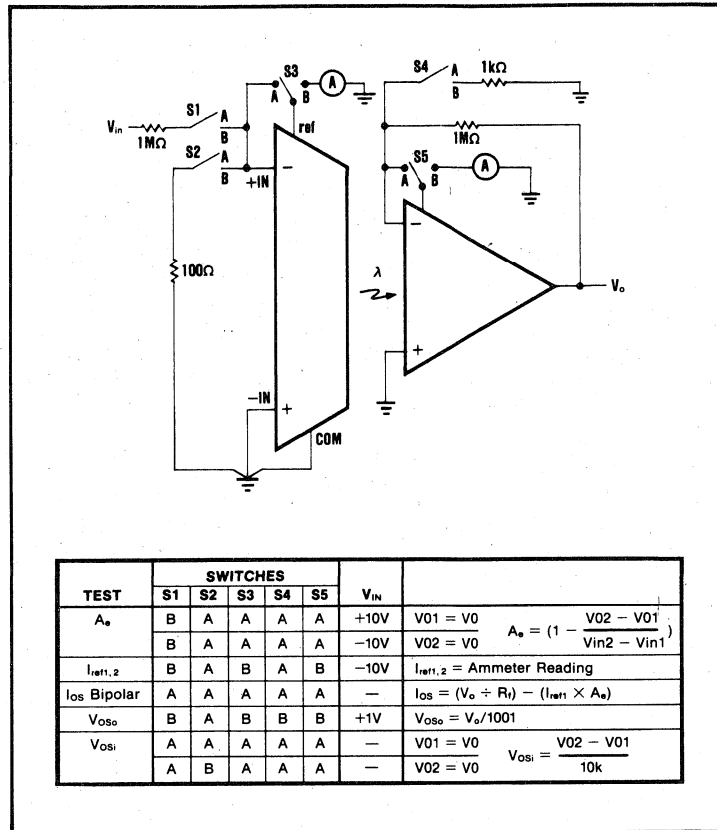 S3
A B
A
ref
Vin
1MΩ
S1
A
B
S2
A
B
+IN
−
100Ω
−IN
+
COM
λ
S4
A
B
1kΩ
1MΩ
S5
A B
A
−
+
Vo
TEST SWITCHES VIN
S1 S2 S3 S4 S5
Ae B A A A A +10V V01 = V0
B A A A A −10V V02 = V0
Ae = (1 − V02 − V01 / Vin2 − Vin1)
Iref1, 2 B A B A B −10V Iref1, 2 = Ammeter Reading
IOS Bipolar A A A A A — IOS = (Vo ÷ Rf) − (Iref1 × Ae)
VOSo B A B B B +1V VOSo = Vo/1001
VOSi A A A A A — V01 = V0
A B A A A — V02 = V0
VOSi = V02 − V01 / 10k